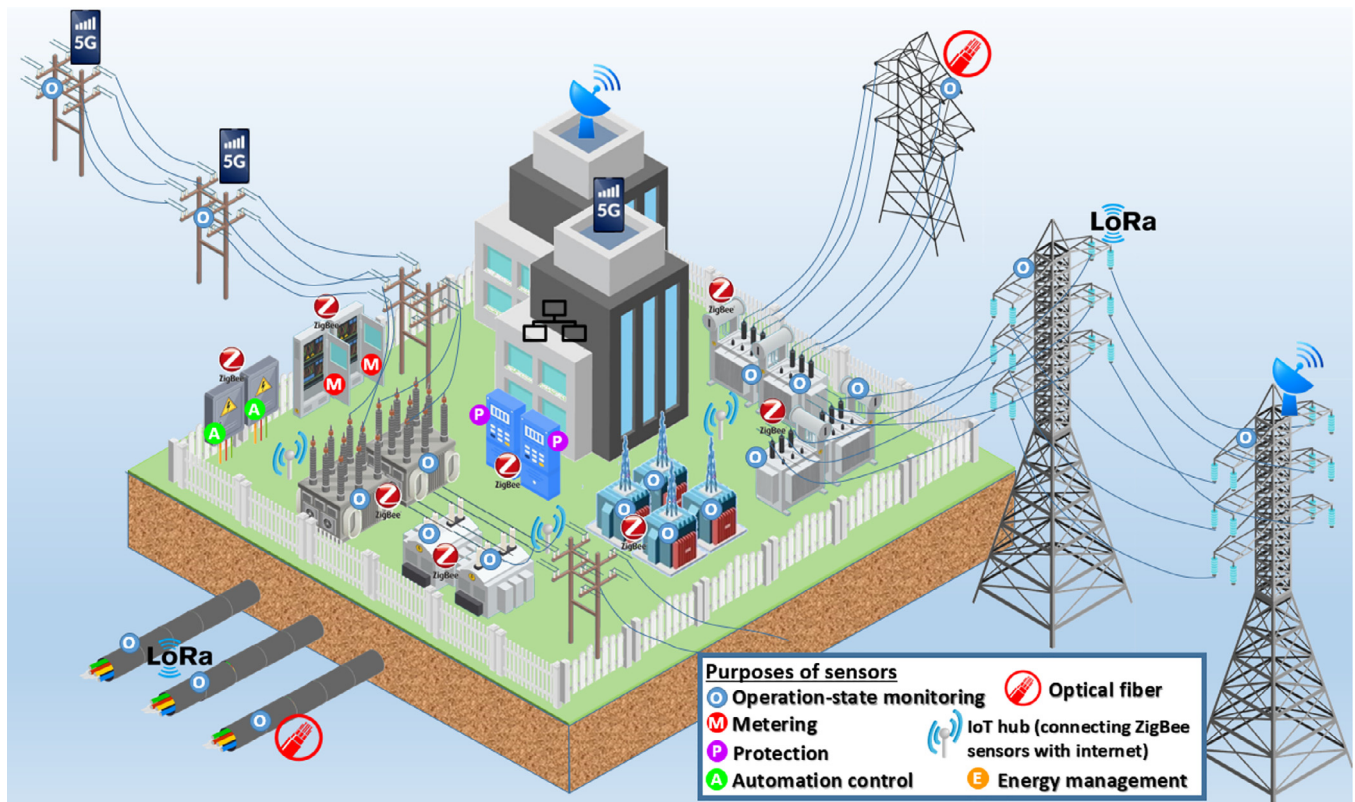 5G
5G
LoRa
5G
O
O
O
O
ZigBee
ZigBee
ZigBee
M
M
A
A
P
P
O
O
O
O
O
ZigBee
ZigBee
O
O
ZigBee
O
O
O
O
ZigBee
O
O
ZigBee
O
LoRa
O
O
Purposes of sensors
O Operation-state monitoring
Optical fiber
M Metering
IoT hub (connecting ZigBee
sensors with internet)
P Protection
A Automation control
E Energy management